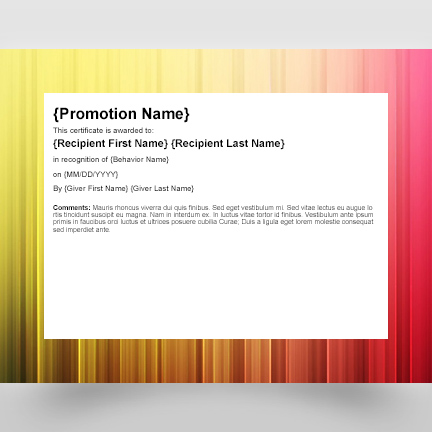 {Promotion Name}
This certificate is awarded to:
{Recipient First Name} {Recipient Last Name}
in recognition of {Behavior Name}
on {MM/DD/YYYY}
By {Giver First Name} {Giver Last Name}
Comments: Mauris rhoncus viverra dui quis finibus. Sed eget vestibulum mi. Sed vitae lectus eu augue lo
rtis tincidunt suscipit eu magna. Nam in interdum ex. In luctus vitae tortor id finibus. Vestibulum ante ipsum
primis in faucibus orci luctus et ultrices posuere cubilia Curae; Duis a ligula eget lorem molestie consequat
sed imperdiet ante.